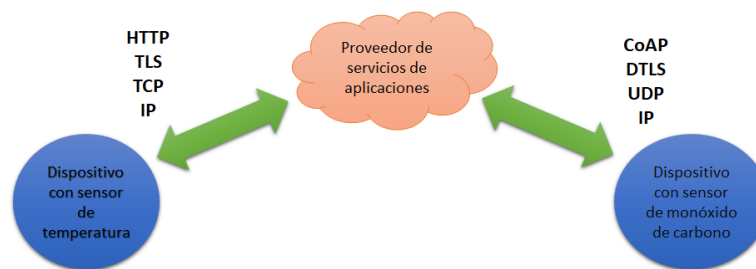 HTTP
TLS
TCP
IP
Proveedor de
servicios de
aplicaciones
CoAP
DTLS
UDP
IP
Dispositivo
con sensor
de
temperatura
Dispositivo
con sensor
de monóxido
de carbono